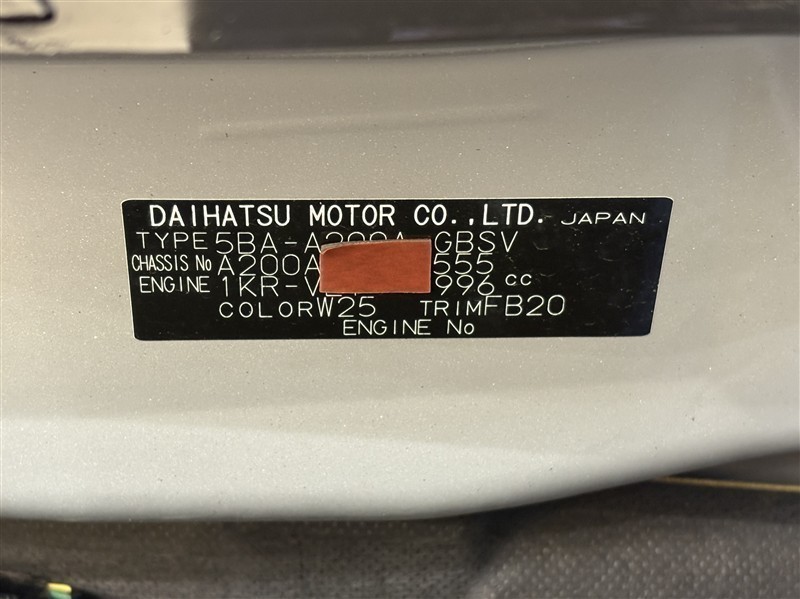 DAIHATSU MOTOR CO.,LTD. JAPAN
TYPE 5BA-A200A-GBSV
CHASSIS No A200A 555
ENGINE 1KR-V 996 cc
COLOR W25 TRIM FB20
ENGINE No